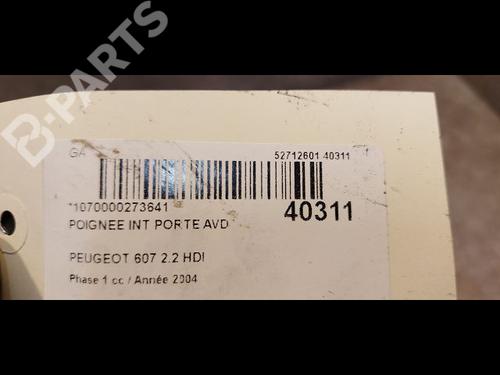 B-PARTS
GA
52712601 40311
*1070000273641
40311
POIGNEE INT PORTE AVD
PEUGEOT 607 2.2 HDI
Phase 1 cc / Année 2004